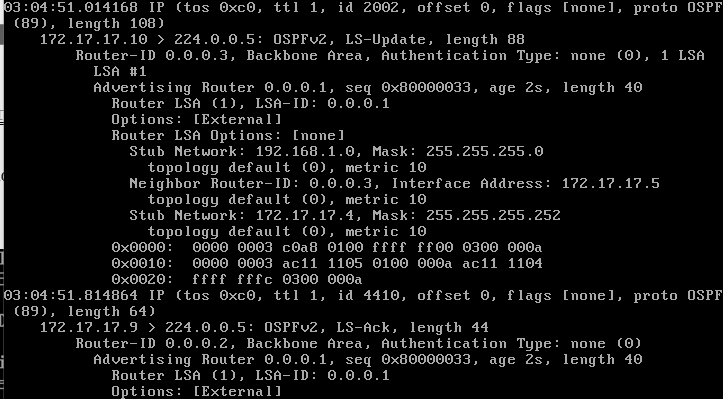 03:04:51.014168 IP (tos 0xc0, ttl 1, id 2002, offset 0, flags [none], proto OSPF
(89), length 108)
172.17.17.10 > 224.0.0.5: OSPFv2, LS-Update, length 88
Router-ID 0.0.0.3, Backbone Area, Authentication Type: none (0), 1 LSA
LSA #1
Advertising Router 0.0.0.1, seq 0x80000033, age 2s, length 40
Router LSA (1), LSA-ID: 0.0.0.1
Options: [External]
Router LSA Options: [none]
Stub Network: 192.168.1.0, Mask: 255.255.255.0
topology default (0), metric 10
Neighbor Router-ID: 0.0.0.3, Interface Address: 172.17.17.5
topology default (0), metric 10
Stub Network: 172.17.17.4, Mask: 255.255.255.252
topology default (0), metric 10
0x0000: 0000 0003 c0a8 0100 ffff ff00 0300 000a
0x0010: 0000 0003 ac11 1105 0100 000a ac11 1104
0x0020: ffff fffc 0300 000a
03:04:51.814864 IP (tos 0xc0, ttl 1, id 4410, offset 0, flags [none], proto OSPF
(89), length 64)
172.17.17.9 > 224.0.0.5: OSPFv2, LS-Ack, length 44
Router-ID 0.0.0.2, Backbone Area, Authentication Type: none (0)
Advertising Router 0.0.0.1, seq 0x80000033, age 2s, length 40
Router LSA (1), LSA-ID: 0.0.0.1
Options: [External]